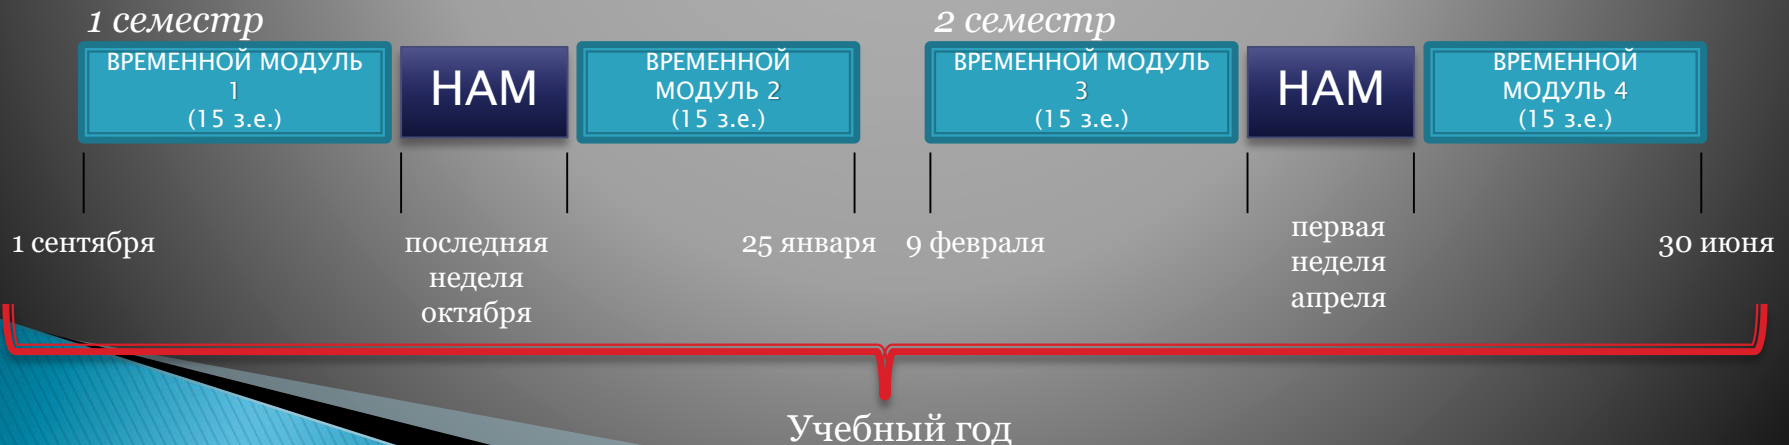 1 семестр
ВРЕМЕННОЙ МОДУЛЬ
1
(15 з.е.)
НАМ
ВРЕМЕННОЙ
МОДУЛЬ 2
(15 з.е.)
2 семестр
ВРЕМЕННОЙ МОДУЛЬ
3
(15 з.е.)
НАМ
ВРЕМЕННОЙ
МОДУЛЬ 4
(15 з.е.)
1 сентября
последняя
неделя
октября
25 января
9 февраля
первая
неделя
апреля
30 июня
Учебный год